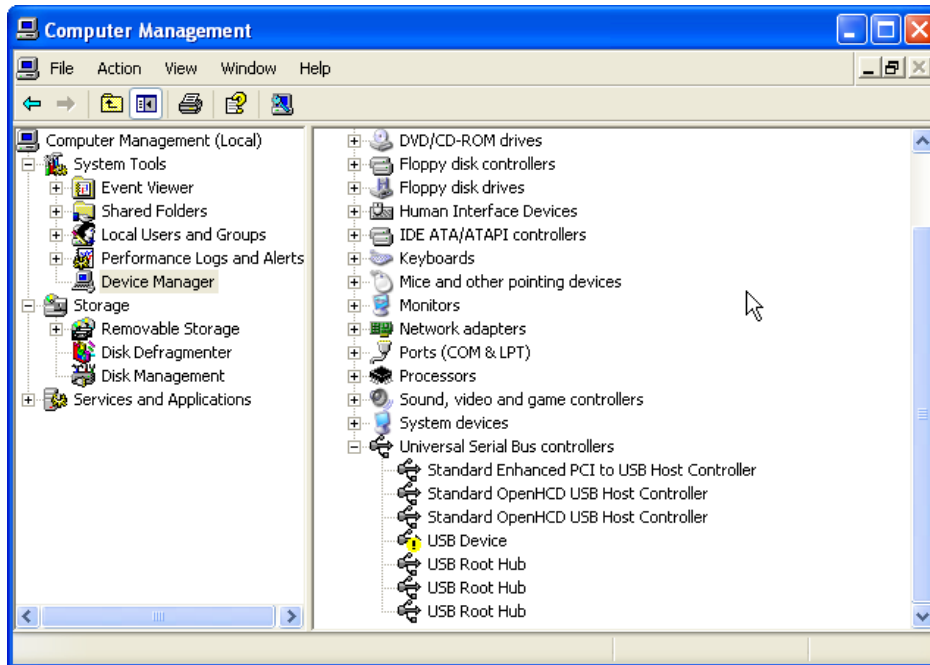 Computer Management
File Action View Window Help
Computer Management (Local)
System Tools
Event Viewer
Shared Folders
Local Users and Groups
Performance Logs and Alerts
Device Manager
Storage
Removable Storage
Disk Defragmenter
Disk Management
Services and Applications
DVD/CD-ROM drives
Floppy disk controllers
Floppy disk drives
Human Interface Devices
IDE ATA/ATAPI controllers
Keyboards
Mice and other pointing devices
Monitors
Network adapters
Ports (COM & LPT)
Processors
Sound, video and game controllers
System devices
Universal Serial Bus controllers
Standard Enhanced PCI to USB Host Controller
Standard OpenHCD USB Host Controller
Standard OpenHCD USB Host Controller
USB Device
USB Root Hub
USB Root Hub
USB Root Hub